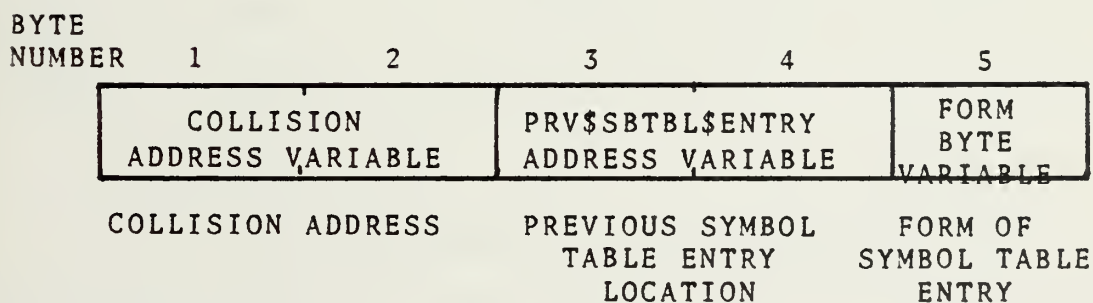 BYTE
NUMBER 1 2 3 4 5
COLLISION
ADDRESS VARIABLE
PRV$SBTBL$ENTRY
ADDRESS VARIABLE
FORM
BYTE
VARIABLE
COLLISION ADDRESS
PREVIOUS SYMBOL
TABLE ENTRY
LOCATION
FORM OF
SYMBOL TABLE
ENTRY